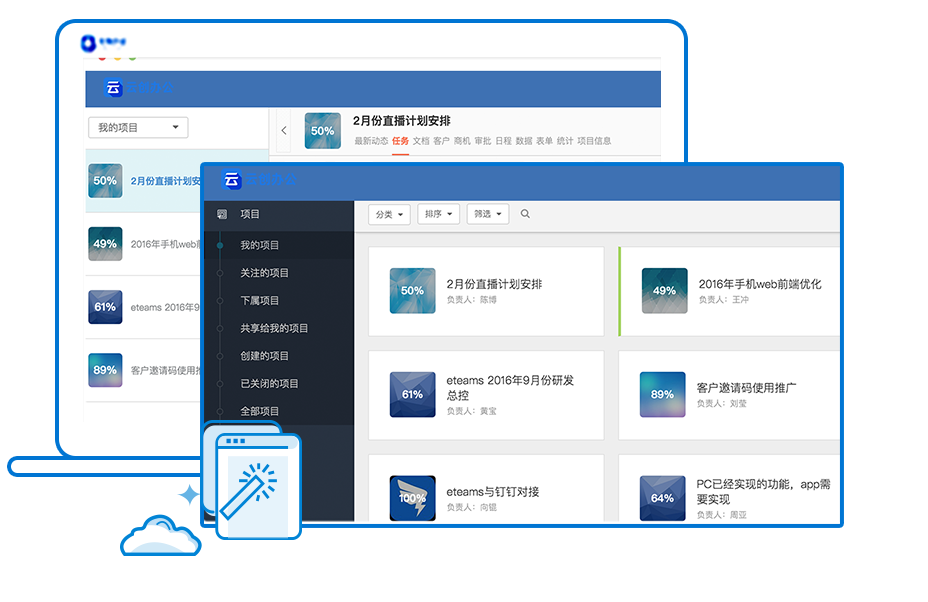 云
我的项目
50%
2月份直播计划安排
最新动态 任务 文档 客户 商机 审批 日程 数据 表单 统计 项目信息
50%
2月份直播计划安
49%
2016年手机web前
61%
eteams 2016年9
89%
客户邀请码使用推
云
项目
我的项目
关注的项目
下属项目
共享给我的项目
创建的项目
已关闭的项目
全部项目
分类
排序
筛选
50%
2月份直播计划安排
负责人：陈博
49%
2016年手机web前端优化
负责人：王冲
61%
eteams 2016年9月份研发
总控
负责人：黄宝
89%
客户邀请码使用推广
负责人：刘莹
100%
eteams与钉钉对接
负责人：向锟
64%
PC已经实现的功能，app需
要实现
负责人：周亚